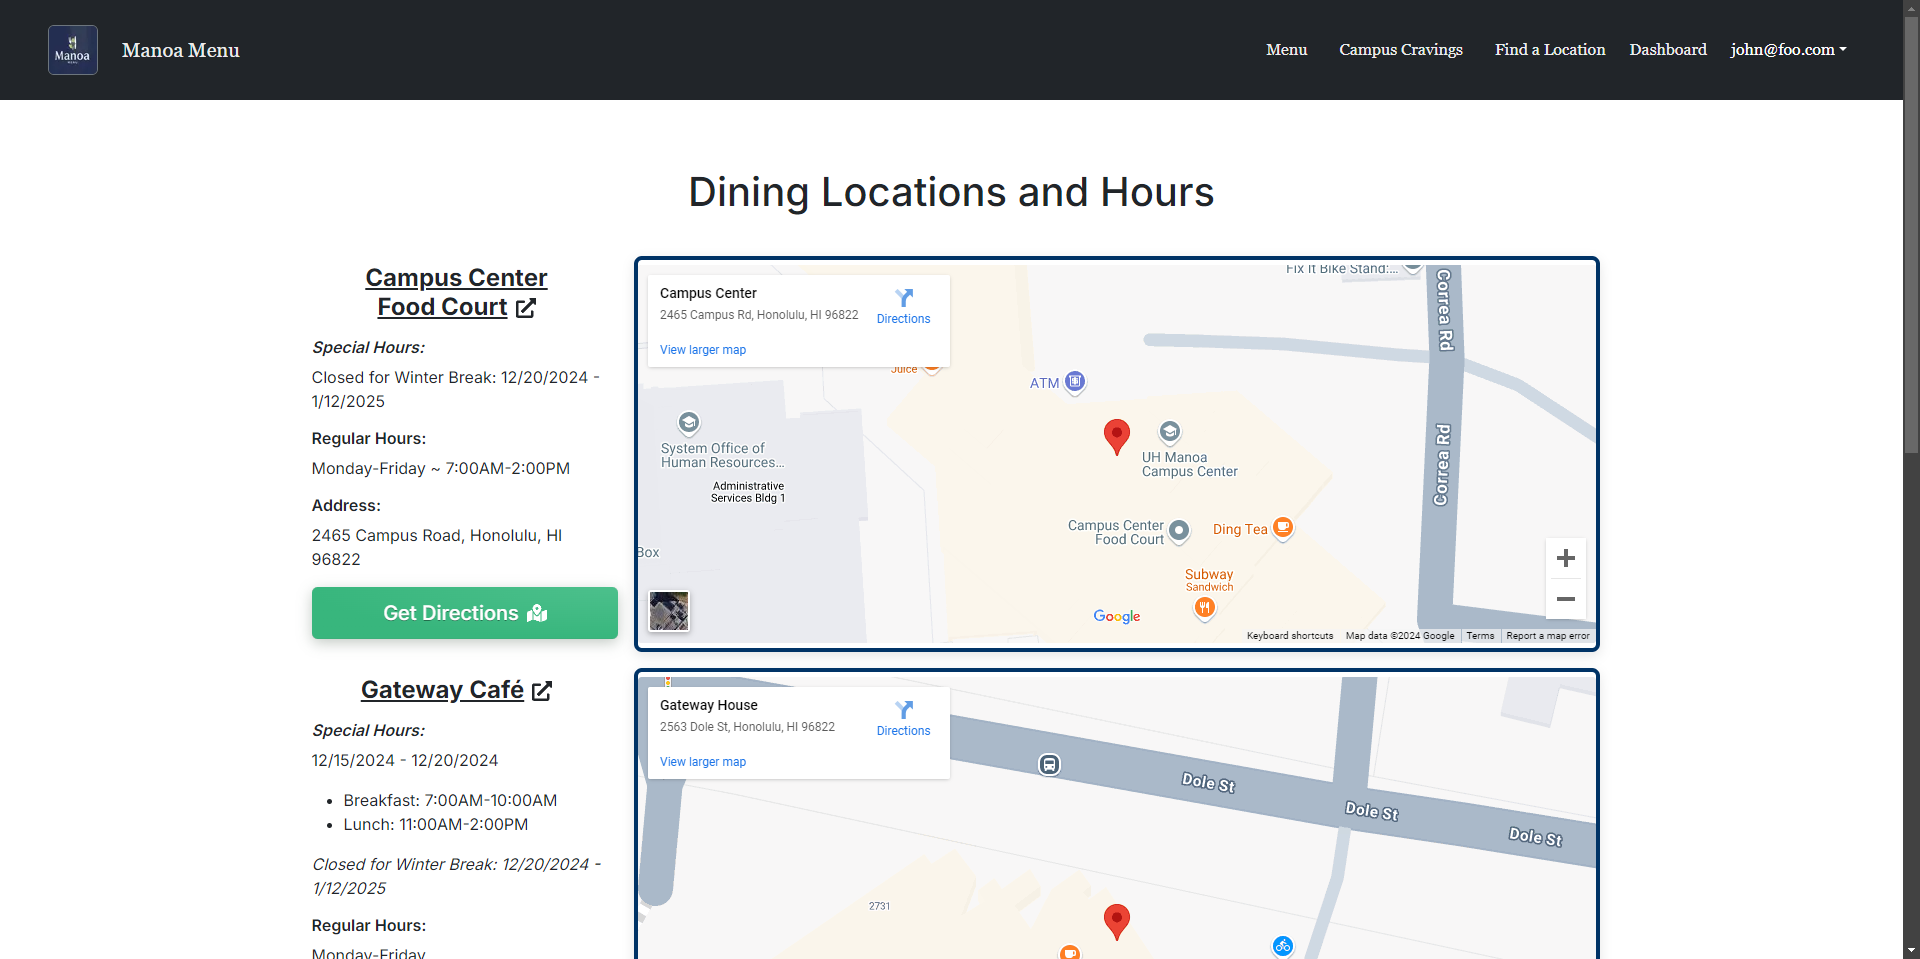 Manoa
Manoa Menu
Menu
Campus Cravings
Find a Location
Dashboard
john@foo.com
Dining Locations and Hours
Campus Center
Food Court
Special Hours:
Closed for Winter Break: 12/20/2024 -
1/12/2025
Regular Hours:
Monday-Friday ~ 7:00AM-2:00PM
Address:
2465 Campus Road, Honolulu, HI
96822
Get Directions
Campus Center
2465 Campus Rd, Honolulu, HI 96822
Directions
View larger map
Fix It Bike Stand:...
Correa Rd
Juice
ATM
System Office of
Human Resources...
Administrative
Services Bldg 1
UH Manoa
Campus Center
Correa Rd
Campus Center
Food Court
Ding Tea
Box
Subway
Sandwich
Google
Keyboard shortcuts
Map data ©2024 Google
Terms
Report a map error
Gateway Café
Special Hours:
12/15/2024 - 12/20/2024
• Breakfast: 7:00AM-10:00AM
• Lunch: 11:00AM-2:00PM
Closed for Winter Break: 12/20/2024 -
1/12/2025
Regular Hours:
Monday-Friday
Gateway House
2563 Dole St, Honolulu, HI 96822
Directions
View larger map
Dole St
Dole St
Dole St
2731